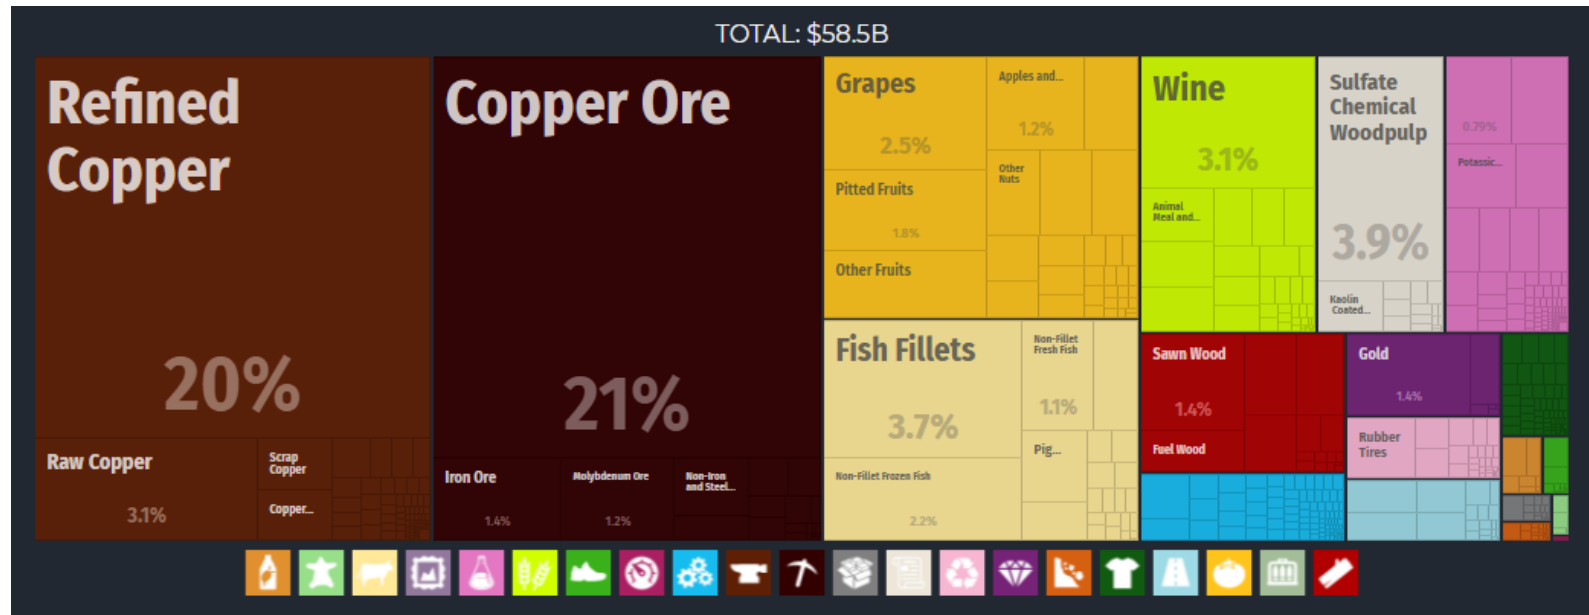 TOTAL: $58.5B
Refined
Copper
20%
Raw Copper
3.1%
Scrap
Copper
Copper...
Copper Ore
21%
Iron Ore
1.4%
Molybdenum Ore
1.2%
Non-Iron
and Steel...
Grapes
2.5%
Pitted Fruits
1.8%
Other Fruits
Apples and...
1.2%
Other
Nuts
Fish Fillets
3.7%
Non-Fillet Frozen Fish
2.2%
Non-Fillet
Fresh Fish
1.1%
Pig...
Wine
3.1%
Animal
Meal and...
Sulfate
Chemical
Woodpulp
3.9%
Kaolin
Coated...
0.79%
Potassic...
Sawn Wood
1.4%
Fuel Wood
Gold
1.4%
Rubber
Tires